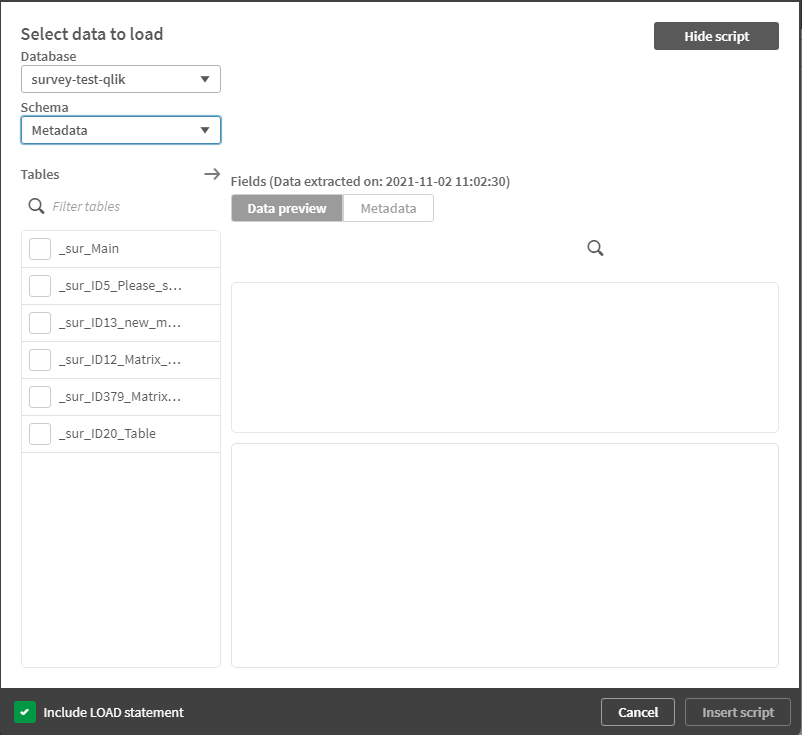 Select data to load
Hide script
Database
survey-test-qlik
Schema
Metadata
Tables
Fields (Data extracted on: 2021-11-02 11:02:30)
Filter tables
Data preview
Metadata
_sur_Main
_sur_ID5_Please_s...
_sur_ID13_new_m...
_sur_ID12_Matrix_...
_sur_ID379_Matrix...
_sur_ID20_Table
Include LOAD statement
Cancel
Insert script